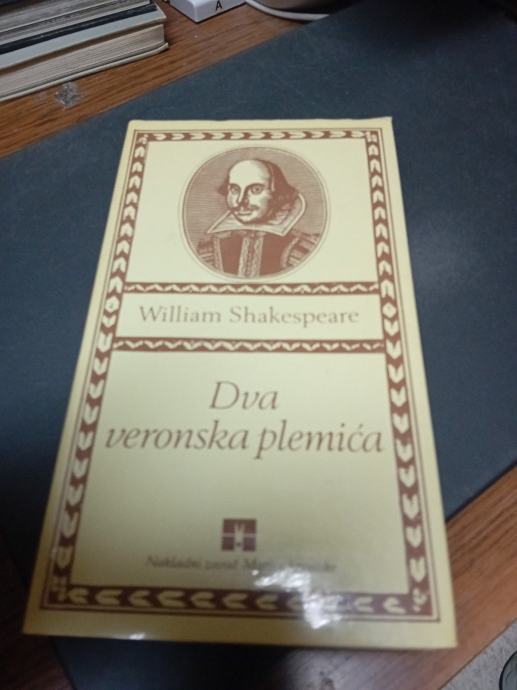 A
William Shakespeare
Dva
veronska plemića
Nakladni zavod